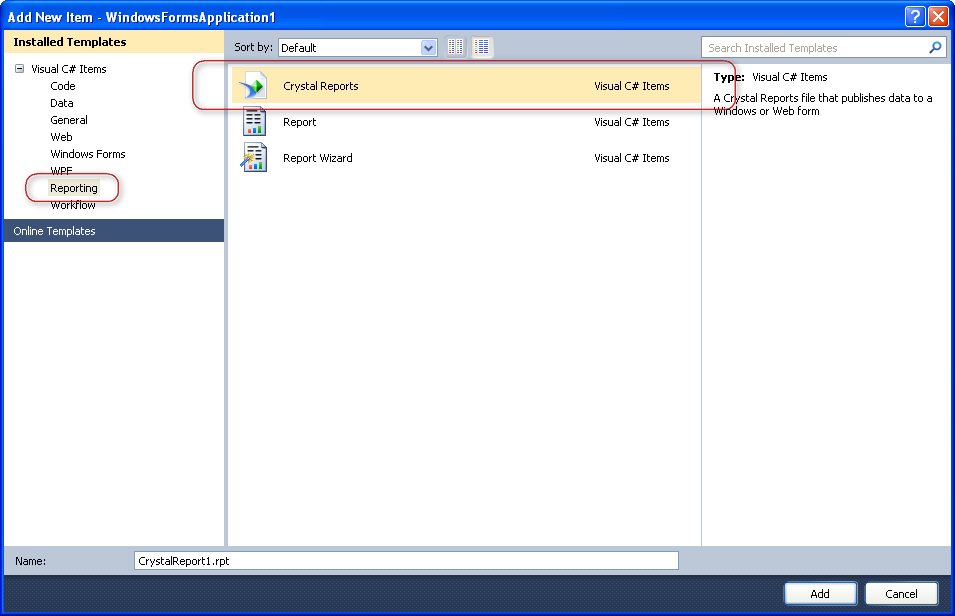 Add New Item - WindowsFormsApplication1
Installed Templates
Sort by: Default
Search Installed Templates
Visual C# Items
Code
Data
General
Web
Windows Forms
WPF
Reporting
Workflow
Online Templates
Crystal Reports Visual C# Items
Report Visual C# Items
Report Wizard Visual C# Items
Type: Visual C# Items
A Crystal Reports file that publishes data to a
Windows or Web form
Name: CrystalReport1.rpt
Add Cancel